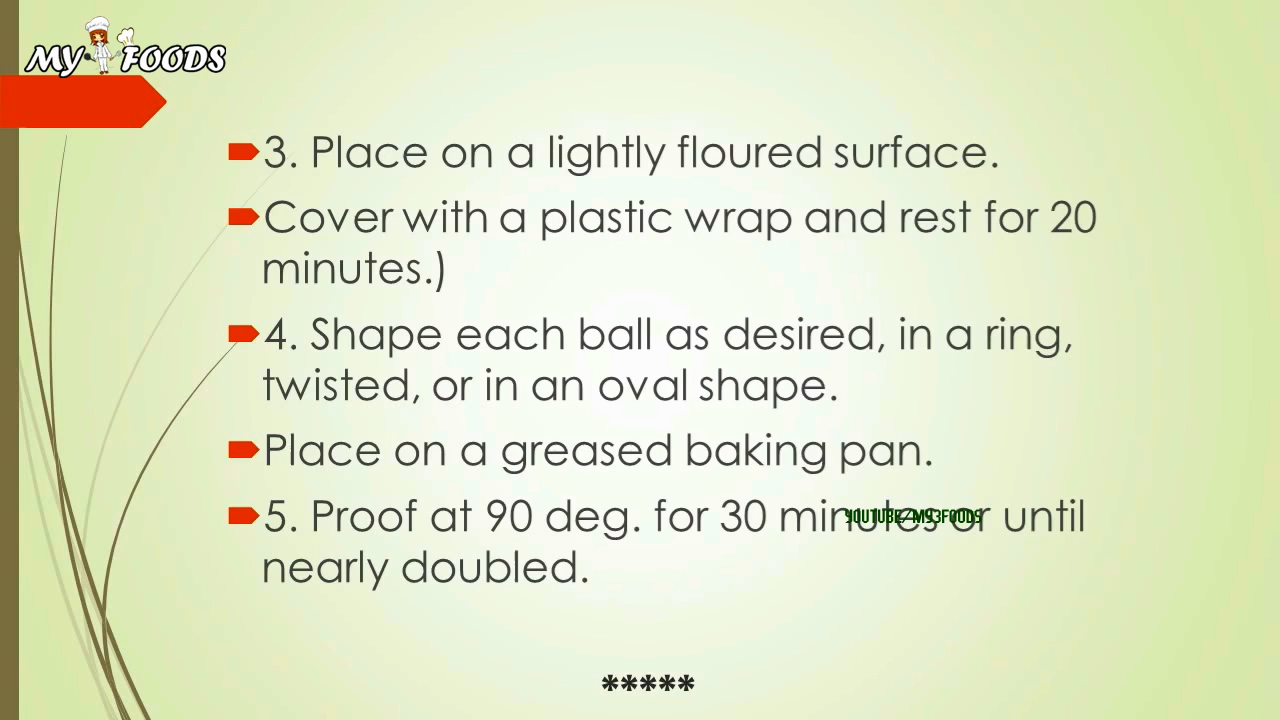 MY FOODS
3. Place on a lightly floured surface.
Cover with a plastic wrap and rest for 20
minutes.)
4. Shape each ball as desired, in a ring,
twisted, or in an oval shape.
Place on a greased baking pan.
5. Proof at 90 deg. for 30 minutes or until
nearly doubled.
YOUTUBE/MY3FOODS
*****